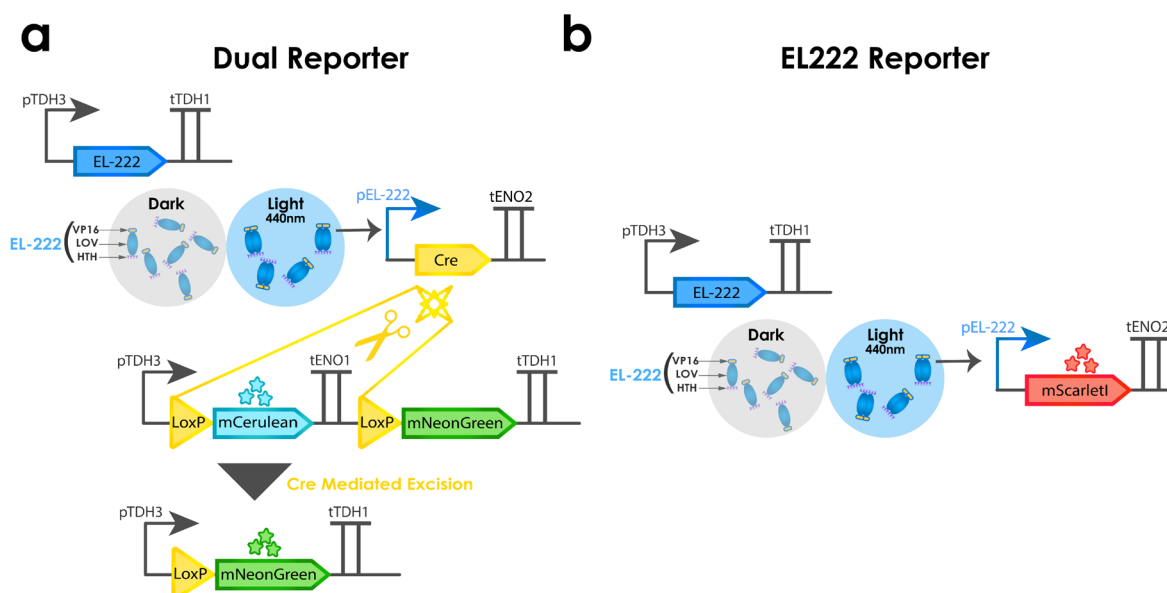 a
Dual Reporter
pTDH3
tTDH1
EL-222
Dark
Light
440nm
EL-222
VP16
LOV
HTH
pEL-222
tENO2
Cre
pTDH3
tENO1
tTDH1
LoxP
mCerulean
LoxP
mNeonGreen
Cre Mediated Excision
pTDH3
tTDH1
LoxP
mNeonGreen
b
EL222 Reporter
pTDH3
tTDH1
EL-222
Dark
Light
440nm
EL-222
VP16
LOV
HTH
pEL-222
tENO2
mScarletI